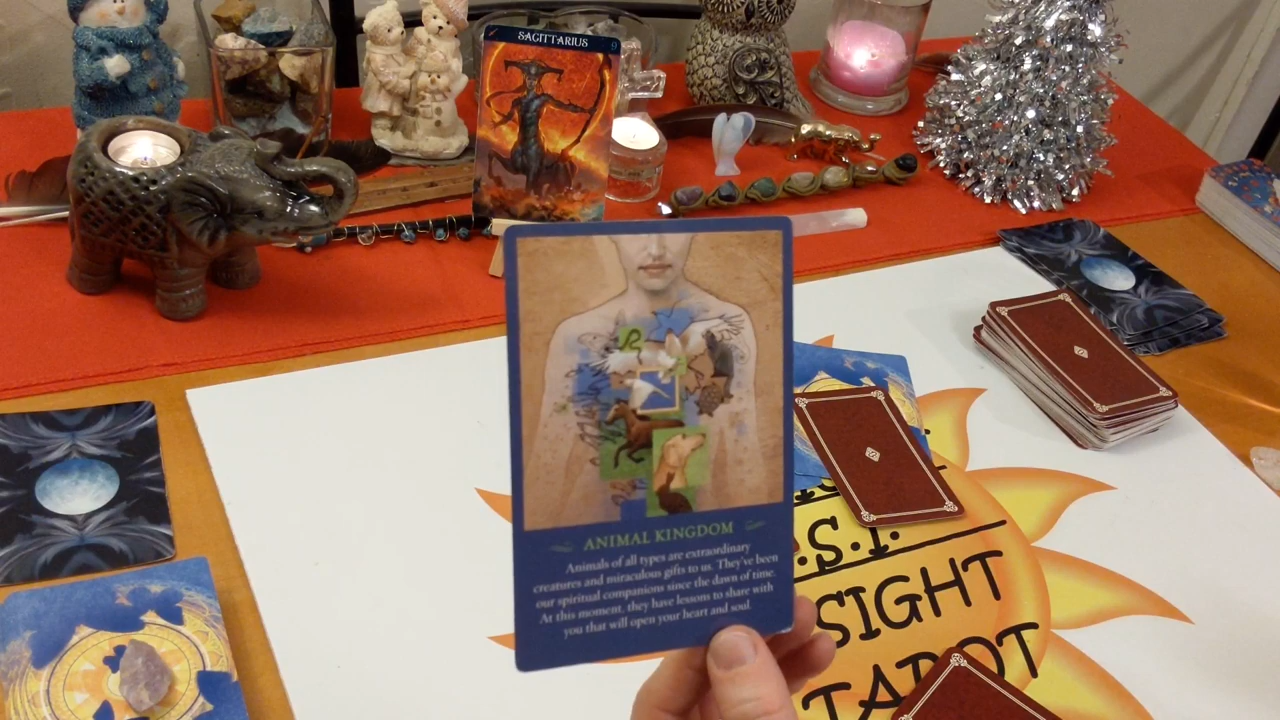 SAGITTARIUS
9
ANIMAL KINGDOM
Animals of all types are extraordinary
creatures and miraculous gifts to us. They've been
our spiritual companions since the dawn of time.
At this moment, they have lessons to share with
you that will open your heart and soul.
.S.I.
SIGHT
TAROT